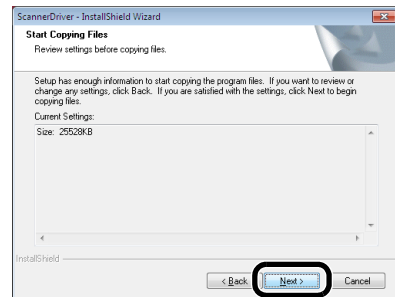 ScannerDriver - InstallShield Wizard
Start Copying Files
Review settings before copying files.
Setup has enough information to start copying the program files. If you want to review or
change any settings, click Back. If you are satisfied with the settings, click Next to begin
copying files.
Current Settings:
Size: 25528KB
InstallShield
< Back
Next >
Cancel